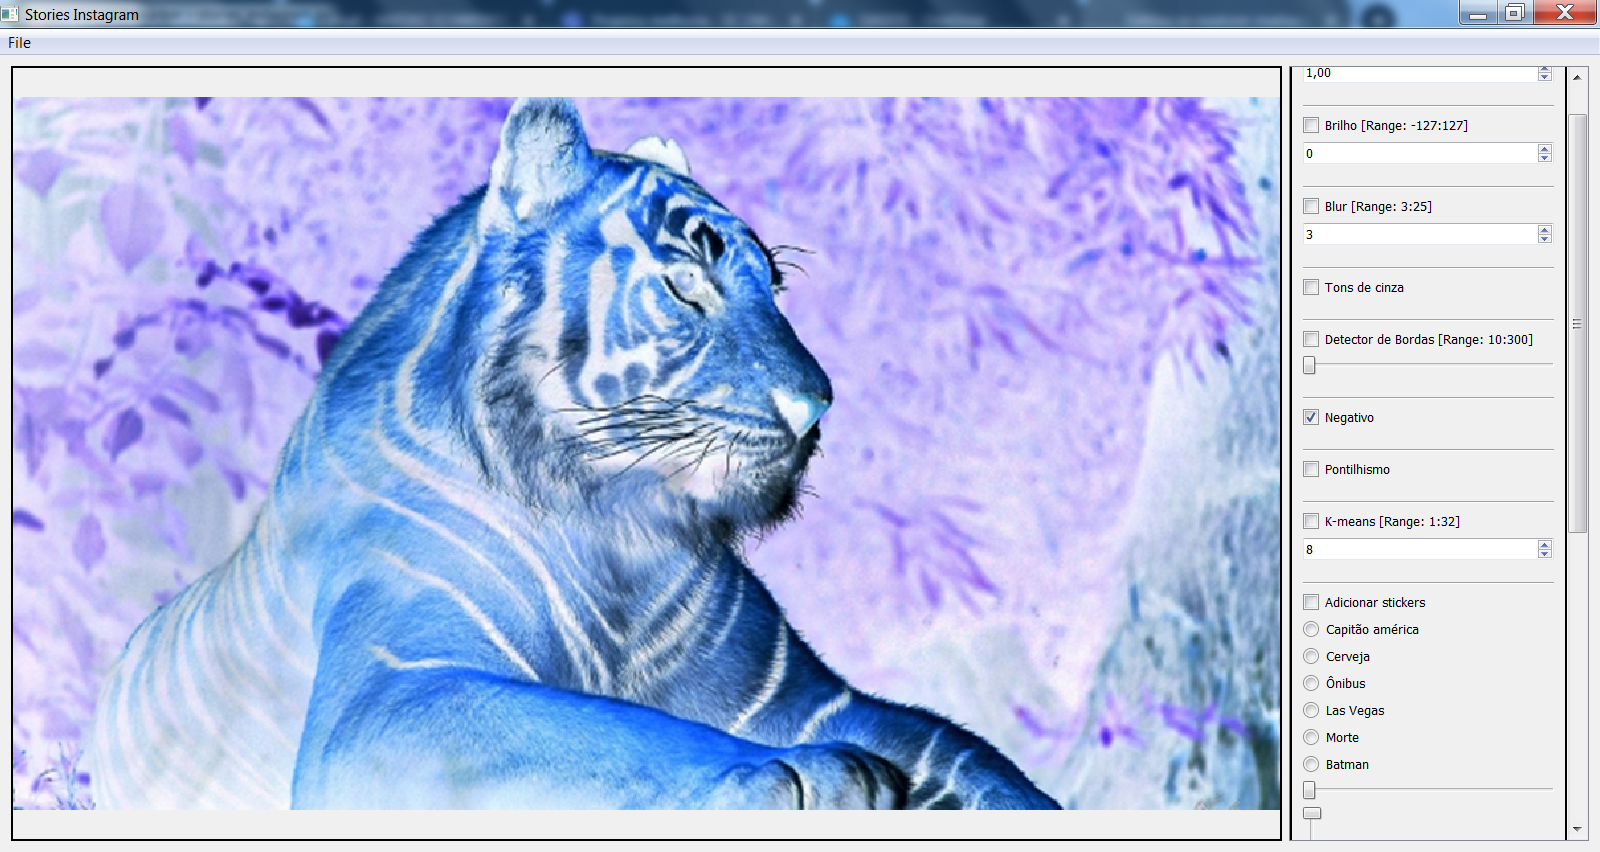 Stories Instagram
File
1,00
Brilho [Range: -127:127]
0
Blur [Range: 3:25]
3
Tons de cinza
Detector de Bordas [Range: 10:300]
Negativo
Pontilhismo
K-means [Range: 1:32]
8
Adicionar stickers
Capitão américa
Cerveja
Ônibus
Las Vegas
Morte
Batman